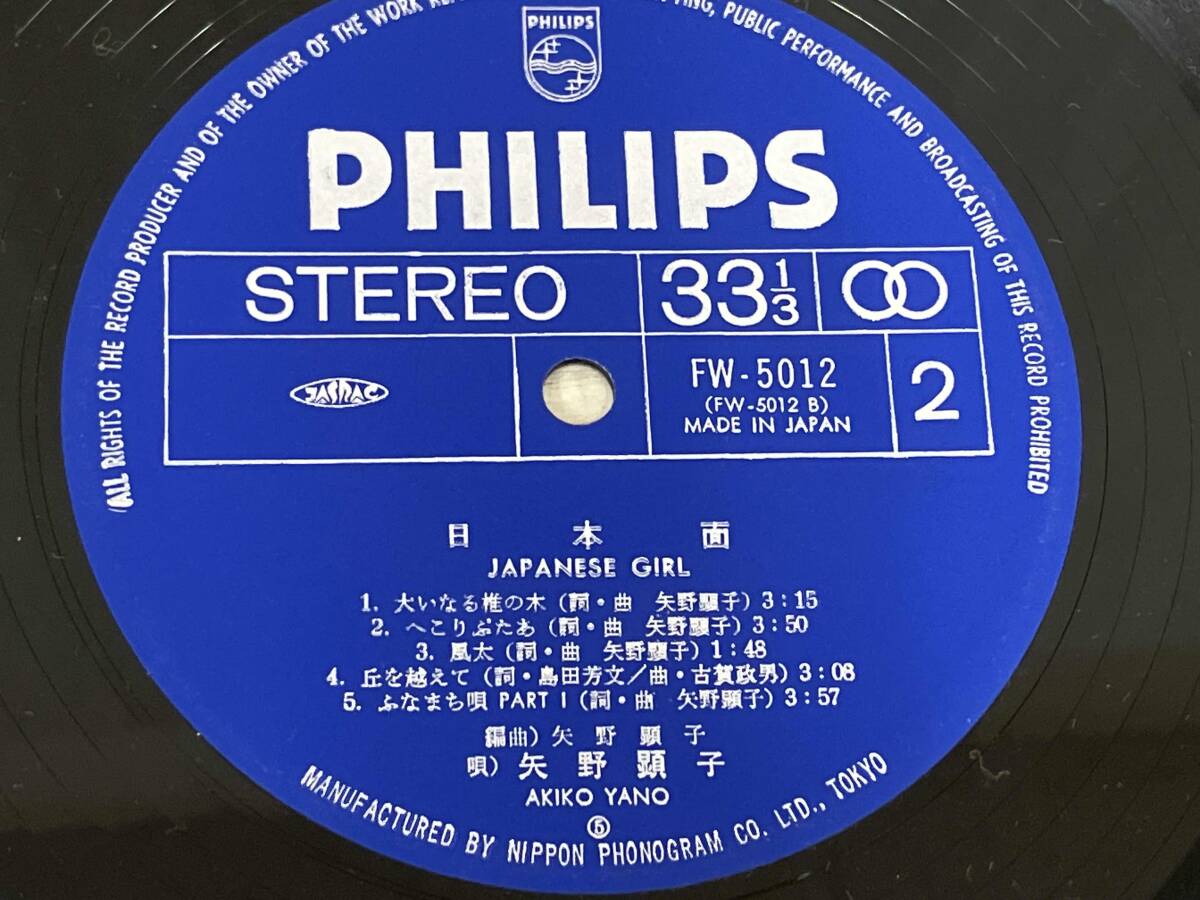 PHILIPS
PHILIPS
STEREO
33 1/3
JASRAC
FW-5012
(FW-5012 B)
MADE IN JAPAN
2
日本面
JAPANESE GIRL
1. 大いなる椎の木 (詞・曲 矢野顕子) 3:15
2. へこりぷたあ (詞・曲 矢野顕子) 3:50
3. 風太 (詞・曲 矢野顕子) 1:48
4. 丘を越えて (詞・島田芳文/曲・古賀政男) 3:08
5. ふなまち唄 PART I (詞・曲 矢野顕子) 3:57
編曲) 矢野顕子
唄) 矢野顕子
AKIKO YANO
⑤
MANUFACTURED BY NIPPON PHONOGRAM CO. LTD., TOKYO
(ALL RIGHTS OF THE RECORD PRODUCER AND OF THE OWNER OF THE WORK PUBLIC PERFORMANCE AND BROADCASTING OF THIS RECORD PROHIBITED